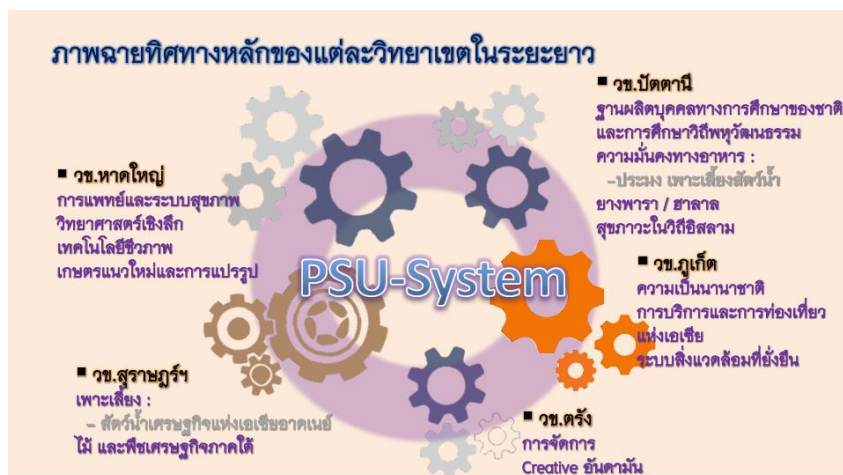 ภาพฉายทิศทางหลักของแต่ละวิทยาเขตในระยะยาว
▪ วข.ปัตตานี
ฐานผลิตบุคคลทางการศึกษาของชาติ
และการศึกษาวิถีพหุวัฒนธรรม
ความมั่นคงทางอาหาร :
-ประมง เพาะเลี้ยงสัตว์น้ำ
ยางพารา / ฮาลาล
สุขภาวะในวิถีอิสลาม
▪ วข.หาดใหญ่
การแพทย์และระบบสุขภาพ
วิทยาศาสตร์เชิงลึก
เทคโนโลยีชีวภาพ
เกษตรแนวใหม่และการแปรรูป
PSU-System
▪ วข.ภูเก็ต
ความเป็นนานาชาติ
การบริการและการท่องเที่ยว
แห่งเอเชีย
ระบบสิ่งแวดล้อมที่ยั่งยืน
▪ วข.สุราษฎร์ฯ
เพาะเลี้ยง :
- สัตว์น้ำเศรษฐกิจแห่งเอเชียอาคเนย์
ไม้ และพืชเศรษฐกิจภาคใต้
▪ วข.ตรัง
การจัดการ
Creative อันดามัน